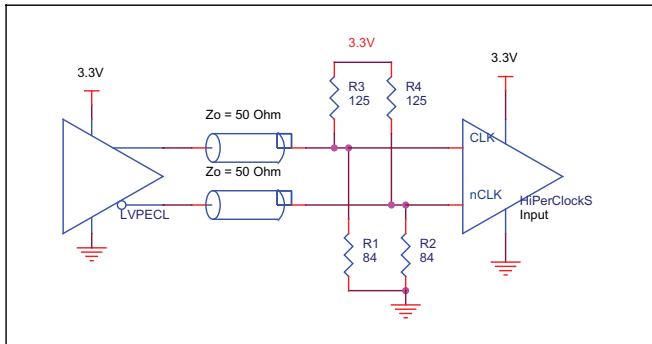 3.3V
3.3V
3.3V
R3
125
R4
125
Zo = 50 Ohm
CLK
Zo = 50 Ohm
nCLK
HiPerClockS
Input
LVPECL
R1
84
R2
84